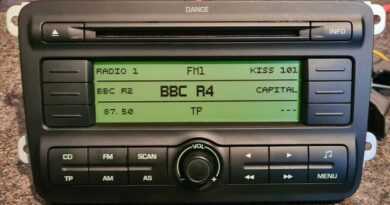 DANCE
INFO
RADIO 1 FM1 KISS 101
BBC R2 BBC R4 CAPITAL
87.50 TP ---
VOL
CD FM SCAN
TP AM AS MENU